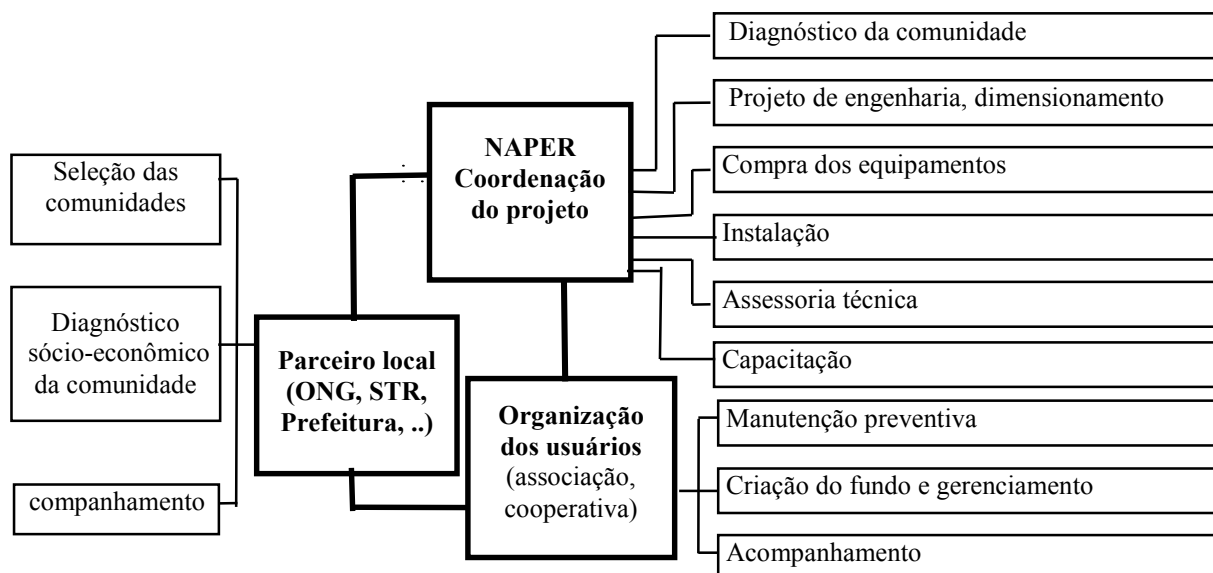 Seleção das
comunidades
Diagnóstico
sócio-econômico
da comunidade
companhamento
Parceiro local
(ONG, STR,
Prefeitura, ..)
NAPER
Coordenação
do projeto
Organização
dos usuários
(associação,
cooperativa)
Diagnóstico da comunidade
Projeto de engenharia, dimensionamento
Compra dos equipamentos
Instalação
Assessoria técnica
Capacitação
Manutenção preventiva
Criação do fundo e gerenciamento
Acompanhamento